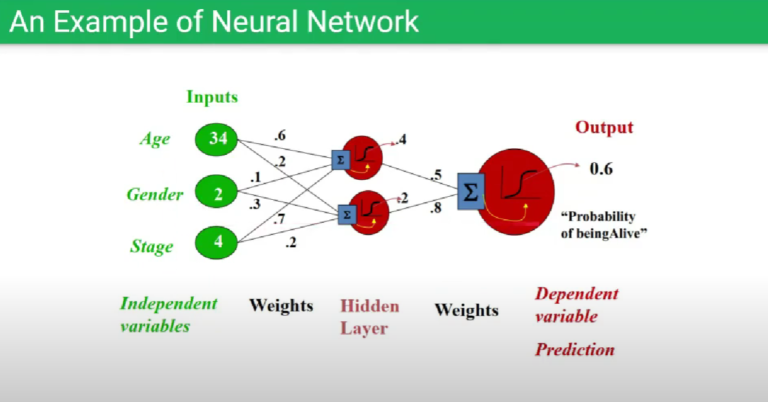 An Example of Neural Network
Inputs
Output
Age
34
.6
.4
Σ
.2
.5
0.6
Gender
2
.1
.3
.2
Σ
.8
Σ
"Probability
of beingAlive"
Stage
4
.7
.2
Independent
variables
Weights
Hidden
Layer
Weights
Dependent
variable
Prediction